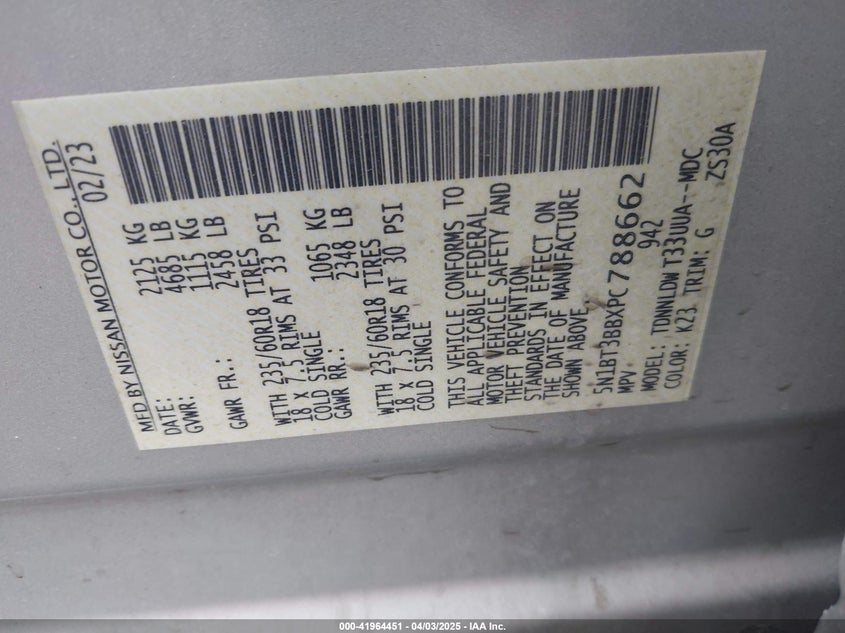 MFD BY NISSAN MOTOR CO., LTD.
DATE: 02/23
GVWR: 2125 KG
4685 LB
GAWR FR.: 1115 KG
2458 LB
WITH 235/60R18 TIRES
18 X 7.5 RIMS AT 33 PSI
COLD SINGLE
GAWR RR.: 1065 KG
2348 LB
WITH 235/60R18 TIRES
18 X 7.5 RIMS AT 30 PSI
COLD SINGLE
THIS VEHICLE CONFORMS TO
ALL APPLICABLE FEDERAL
MOTOR VEHICLE SAFETY AND
THEFT PREVENTION
STANDARDS IN EFFECT ON
THE DATE OF MANUFACTURE
SHOWN ABOVE.
5N1BT3BBXPC788662
MPV 942
MODEL: TDNNLDW T33UUA--MDC
COLOR: K23 TRIM: G ZS30A
000-41964451 - 04/03/2025 - IAA Inc.